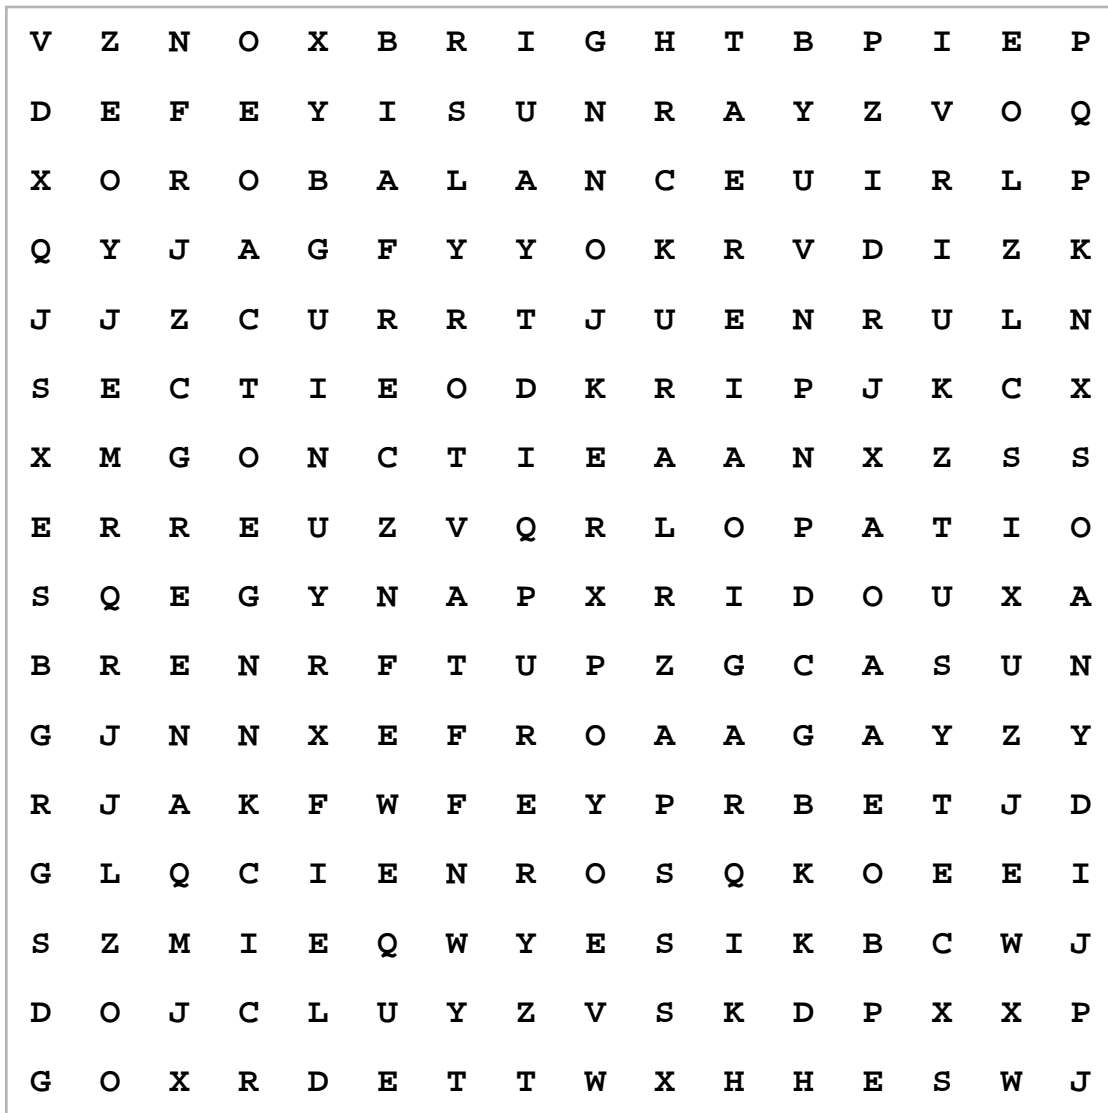 V Z N O X B R I G H T B P I E P
D E F E Y I S U N R A Y Z V O Q
X O R O B A L A N C E U I R L P
Q Y J A G F Y Y O K R V D I Z K
J J Z C U R R T J U E N R U L N
S E C T I E O D K R I P J K C X
X M G O N C T I E A A N X Z S S
E R R E U Z V Q R L O P A T I O
S Q E G Y N A P X R I D O U X A
B R E N R F T U P Z G C A S U N
G J N N X E F R O A A G A Y Z Y
R J A K F W F E Y P R B E T J D
G L Q C I E N R O S Q K O E E I
S Z M I E Q W Y E S I K B C W J
D O J C L U Y Z V S K D P X X P
G O X R D E T T W X H H E S W J